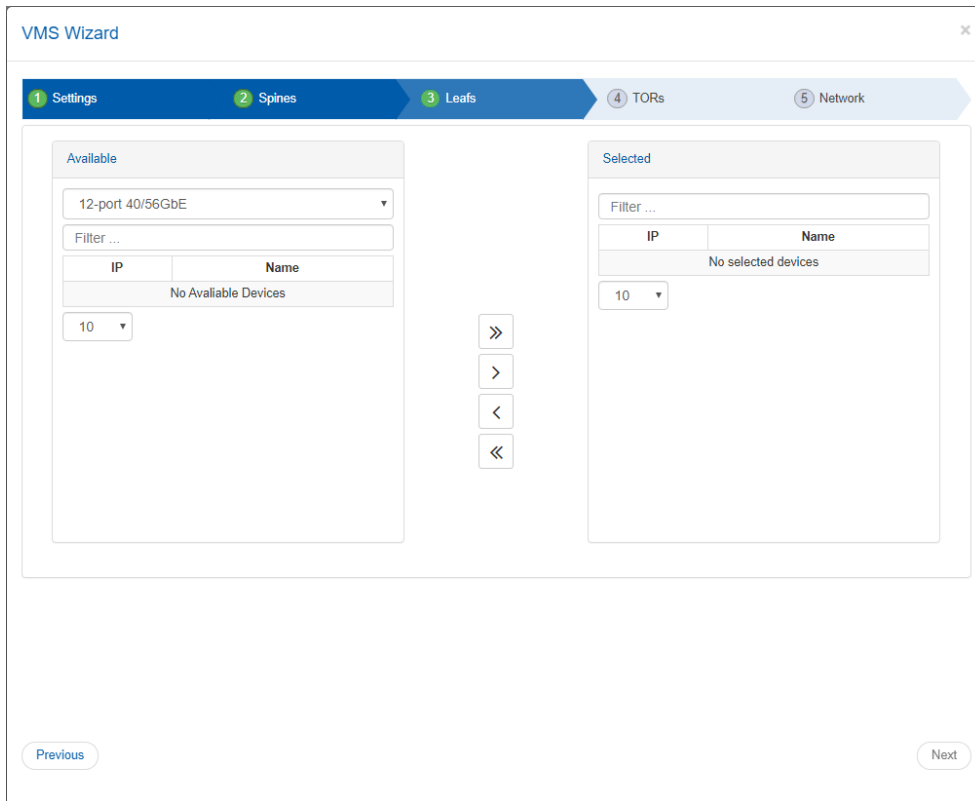 VMS Wizard
×
1 Settings 2 Spines 3 Leafs 4 TORs 5 Network
Available
12-port 40/56GbE
Filter ...
IP Name
No Avaliable Devices
10
Selected
Filter ...
IP Name
No selected devices
10
Previous Next